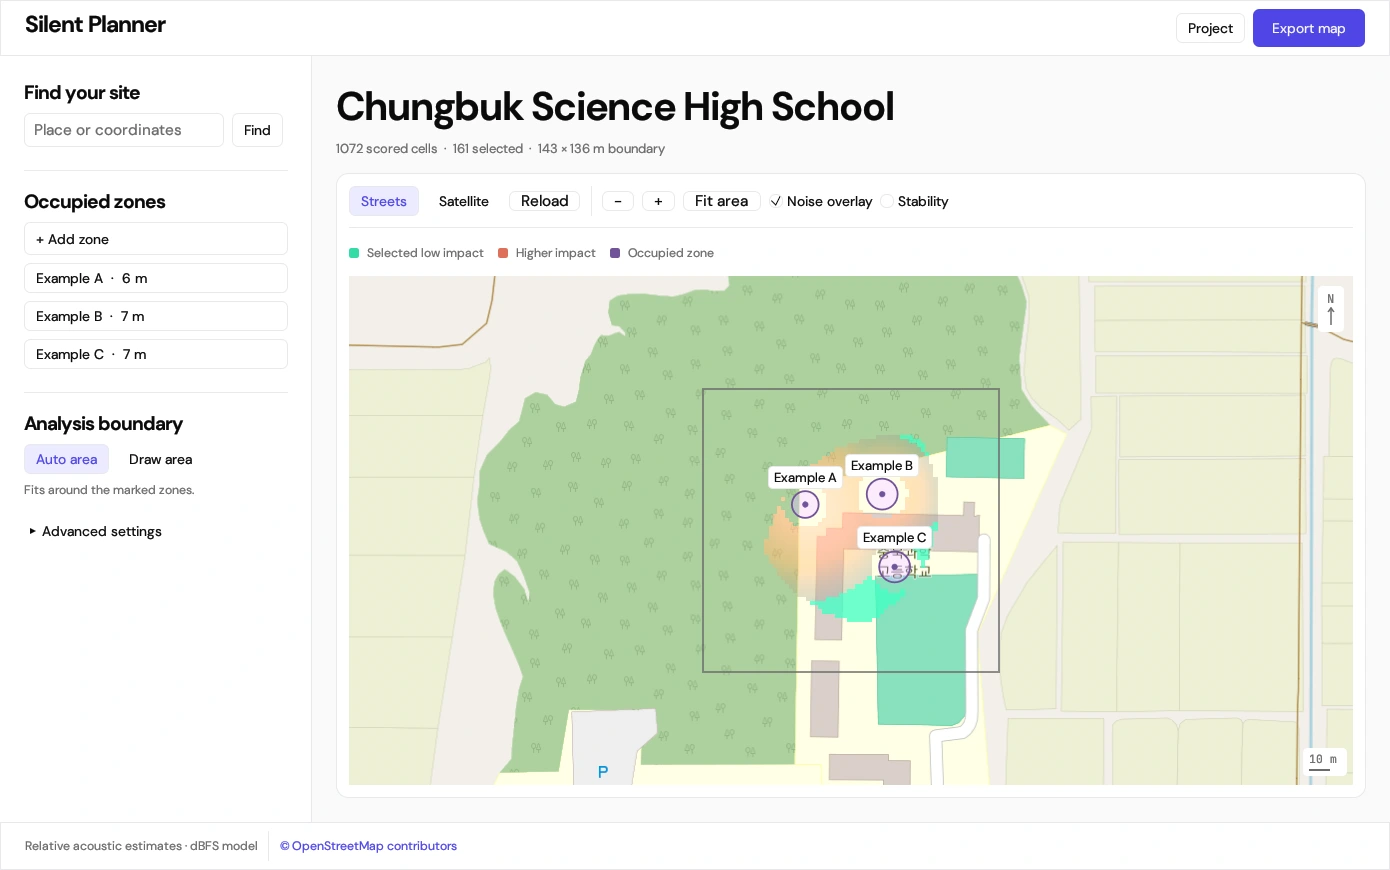 Silent Planner
Project
Export map
Find your site
Place or coordinates
Find
Occupied zones
+ Add zone
Example A · 6 m
Example B · 7 m
Example C · 7 m
Analysis boundary
Auto area
Draw area
Fits around the marked zones.
Advanced settings
Chungbuk Science High School
1072 scored cells · 161 selected · 143 × 136 m boundary
Streets
Satellite
Reload
−
+
Fit area
Noise overlay
Stability
Selected low impact
Higher impact
Occupied zone
N
Example A
Example B
Example C
P
10 m
Relative acoustic estimates · dBFS model
© OpenStreetMap contributors